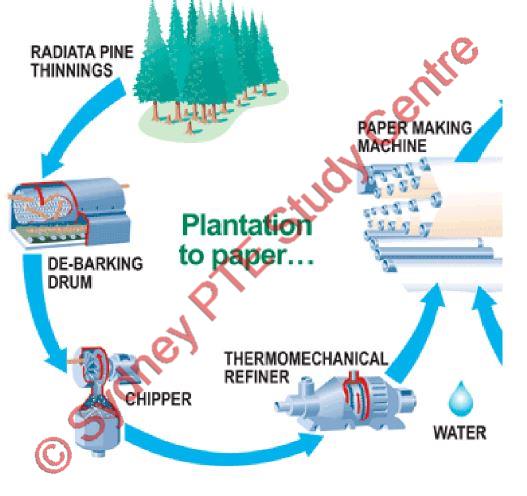 RADIATA PINE
THINNINGS
PAPER MAKING
MACHINE
Plantation
to paper...
DE-BARKING
DRUM
THERMOMECHANICAL
REFINER
CHIPPER
WATER
© Sydney PTE Study Centre